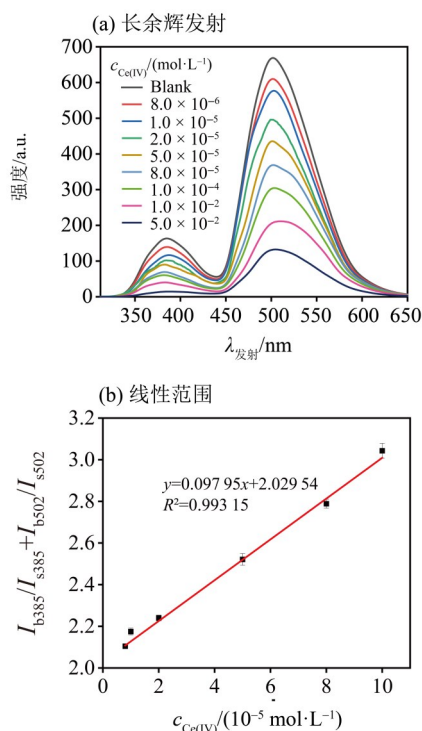 (a) 长余辉发射
700
600
500
400
300
200
100
0
强度/a.u.
c_Ce(IV)/(mol·L⁻¹)
Blank
8.0 × 10⁻⁶
1.0 × 10⁻⁵
2.0 × 10⁻⁵
5.0 × 10⁻⁵
8.0 × 10⁻⁵
1.0 × 10⁻⁴
1.0 × 10⁻²
5.0 × 10⁻²
350 400 450 500 550 600 650
λ发射/nm
(b) 线性范围
3.2
3.0
2.8
2.6
2.4
2.2
2.0
I_b385/I_s385 + I_b502/I_s502
y=0.097 95x+2.029 54
R²=0.993 15
0 2 4 6 8 10
c_Ce(IV)/(10⁻⁵ mol·L⁻¹)